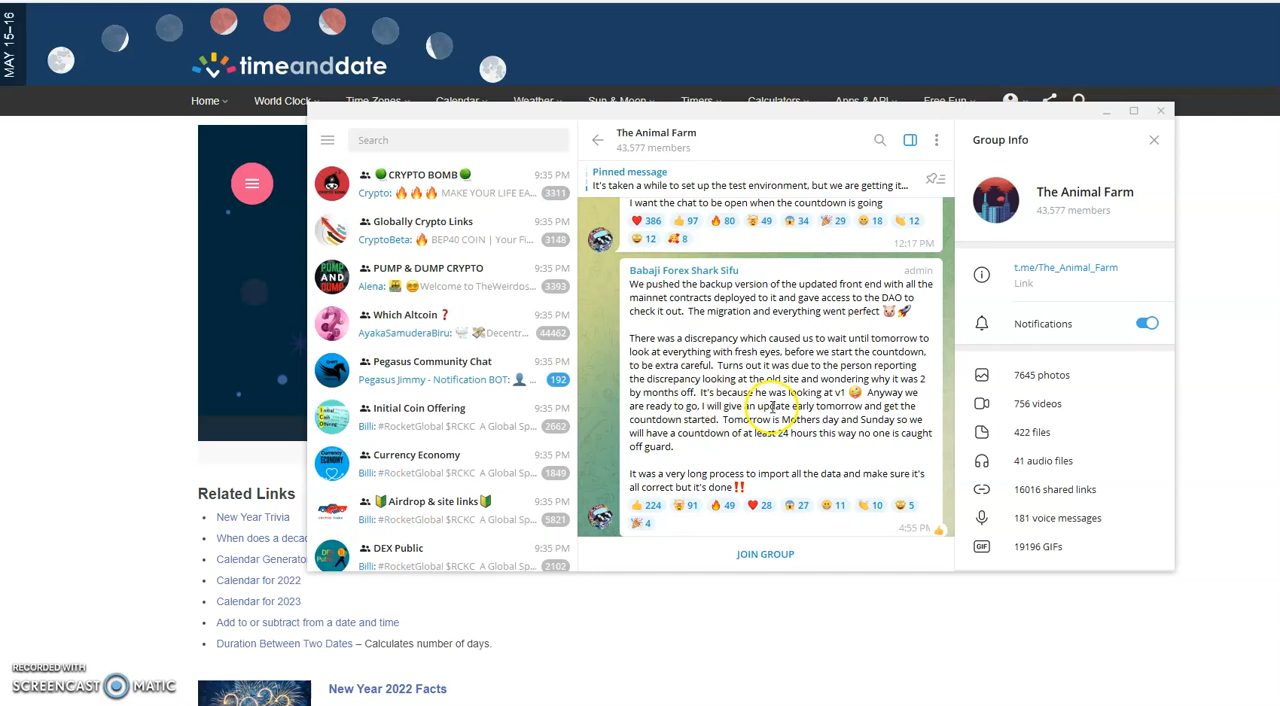 MAY 15–16
timeanddate
Home
World Clock
Time Zones
Calendar
Weather
Sun & Moon
Timers
Calculators
Apps & API
Free Fun
Search
CRYPTO BOMB
9:35 PM
Crypto: MAKE YOUR LIFE EA...
3311
Globally Crypto Links
9:35 PM
CryptoBeta: BEP40 COIN | Your Fi...
3148
PUMP AND DUMP
PUMP & DUMP CRYPTO
9:35 PM
Alena: Welcome to TheWeirdos...
3393
Which Altcoin ❓
9:35 PM
AyakaSamuderaBiru: Decentr...
44462
Pegasus Community Chat
9:35 PM
Pegasus Jimmy - Notification BOT: ...
192
Initial Coin Offering
9:35 PM
Billi: #RocketGlobal $RCKC A Global Sp...
2662
Currency Economy
9:35 PM
Billi: #RocketGlobal $RCKC A Global Sp...
1849
Airdrop & site links
9:35 PM
Billi: #RocketGlobal $RCKC A Global Sp...
5821
DEX Public
9:35 PM
Billi: #RocketGlobal $RCKC A Global Sp...
2102
The Animal Farm
43,577 members
Pinned message
It's taken a while to set up the test environment, but we are getting it...
I want the chat to be open when the countdown is going
❤ 386 👍 97 🔥 80 🤯 49 😱 34 🎉 29 😁 18 👏 12
🤩 12 🥰 8
12:17 PM
Babaji Forex Shark Sifu
admin
We pushed the backup version of the updated front end with all the
mainnet contracts deployed to it and gave access to the DAO to
check it out. The migration and everything went perfect 🐷🚀
There was a discrepancy which caused us to wait until tomorrow to
look at everything with fresh eyes, before we start the countdown,
to be extra careful. Turns out it was due to the person reporting
the discrepancy looking at the old site and wondering why it was 2
by months off. It's because he was looking at v1 🤪 Anyway we
are ready to go. I will give an update early tomorrow and get the
countdown started. Tomorrow is Mothers day and Sunday so we
will have a countdown of at least 24 hours this way no one is caught
off guard.
It was a very long process to import all the data and make sure it's
all correct but it's done ‼
👍 224 🤯 91 🔥 49 ❤ 28 😱 27 😁 11 👏 10 🤩 5
🎉 4
4:55 PM
JOIN GROUP
Group Info
The Animal Farm
43,577 members
t.me/The_Animal_Farm
Link
Notifications
7645 photos
756 videos
422 files
41 audio files
16016 shared links
181 voice messages
GIF
19196 GIFs
Related Links
New Year Trivia
When does a deca
Calendar Generato
Calendar for 2022
Calendar for 2023
Add to or subtract from a date and time
Duration Between Two Dates – Calculates number of days.
New Year 2022 Facts
RECORDED WITH
SCREENCAST MATIC